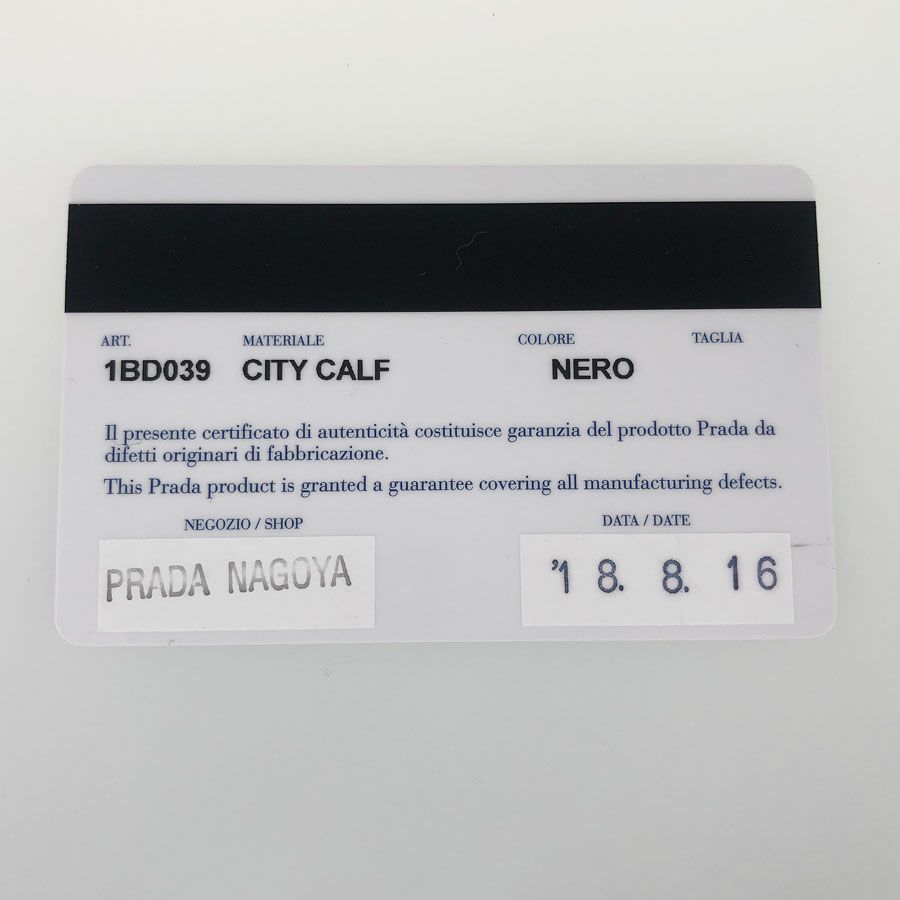 ART. MATERIALE COLORE TAGLIA
1BD039 CITY CALF NERO
Il presente certificato di autenticità costituisce garanzia del prodotto Prada da
difetti originari di fabbricazione.
This Prada product is granted a guarantee covering all manufacturing defects.
NEGOZIO / SHOP DATA / DATE
PRADA NAGOYA '18. 8. 16